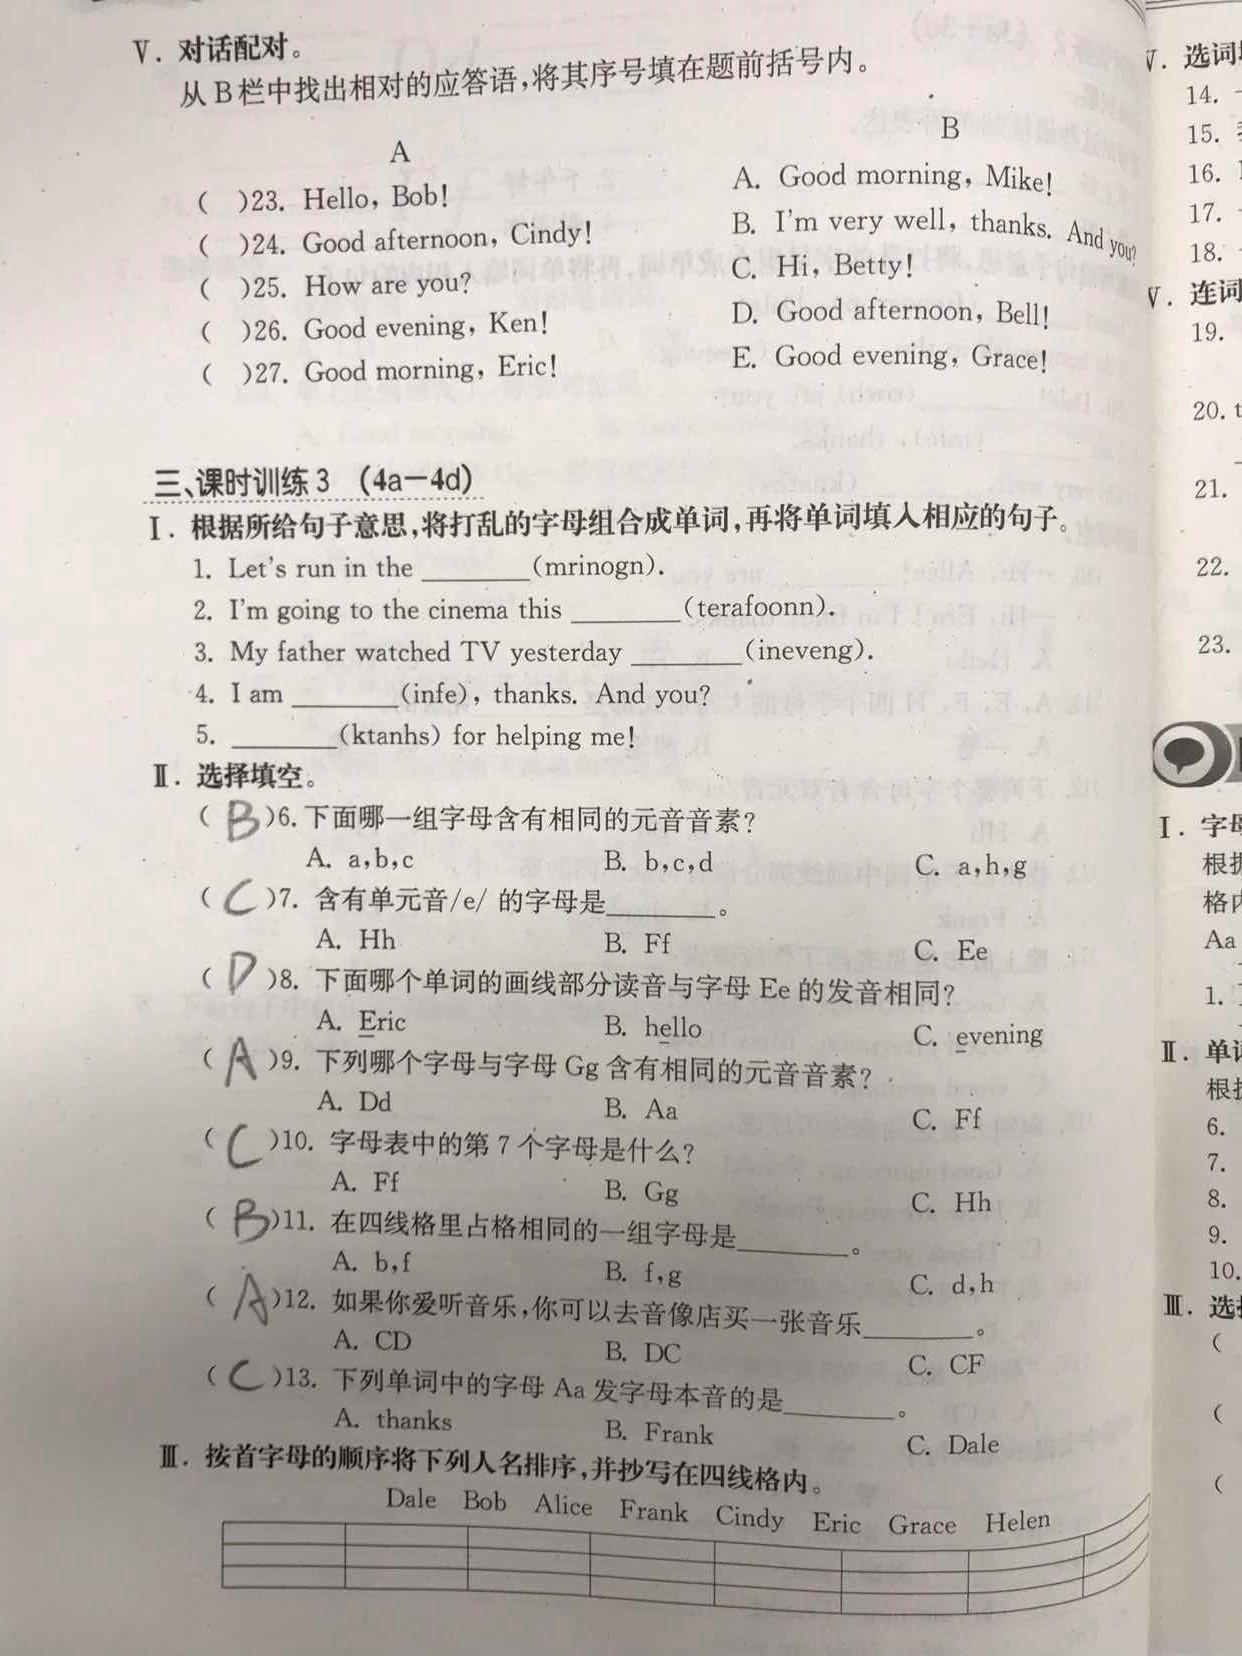 Ⅴ. 对话配对。
从B栏中找出相对的应答语,将其序号填在题前括号内。
A
B
( )23. Hello, Bob!
A. Good morning, Mike!
( )24. Good afternoon, Cindy!
B. I'm very well, thanks. And you?
( )25. How are you?
C. Hi, Betty!
( )26. Good evening, Ken!
D. Good afternoon, Bell!
( )27. Good morning, Eric!
E. Good evening, Grace!
三、课时训练3 (4a—4d)
Ⅰ. 根据所给句子意思,将打乱的字母组合成单词,再将单词填入相应的句子。
1. Let's run in the ________(mrinogn).
2. I'm going to the cinema this ________(terafoonn).
3. My father watched TV yesterday ________(ineveng).
4. I am ________(infe), thanks. And you?
5. ________(ktanhs) for helping me!
Ⅱ. 选择填空。
( B )6. 下面哪一组字母含有相同的元音音素?
A. a,b,c B. b,c,d C. a,h,g
( C )7. 含有单元音/e/ 的字母是________。
A. Hh B. Ff C. Ee
( D )8. 下面哪个单词的画线部分读音与字母 Ee 的发音相同?
A. Eric B. hello C. evening
( A )9. 下列哪个字母与字母 Gg 含有相同的元音音素?
A. Dd B. Aa C. Ff
( C )10. 字母表中的第 7 个字母是什么?
A. Ff B. Gg C. Hh
( B )11. 在四线格里占格相同的一组字母是________。
A. b,f B. f,g C. d,h
( A )12. 如果你爱听音乐,你可以去音像店买一张音乐________。
A. CD B. DC C. CF
( C )13. 下列单词中的字母 Aa 发字母本音的是________。
A. thanks B. Frank C. Dale
Ⅲ. 按首字母的顺序将下列人名排序,并抄写在四线格内。
Dale Bob Alice Frank Cindy Eric Grace Helen
Ⅴ. 选词
14.
15.
16.
17.
18.
Ⅴ. 连词
19.
20. t
21.
22.
23.
Ⅰ. 字母
根据
格内
Aa
1.
Ⅱ. 单词
根据
6.
7.
8.
9.
10.
Ⅲ. 选择
(
(
(